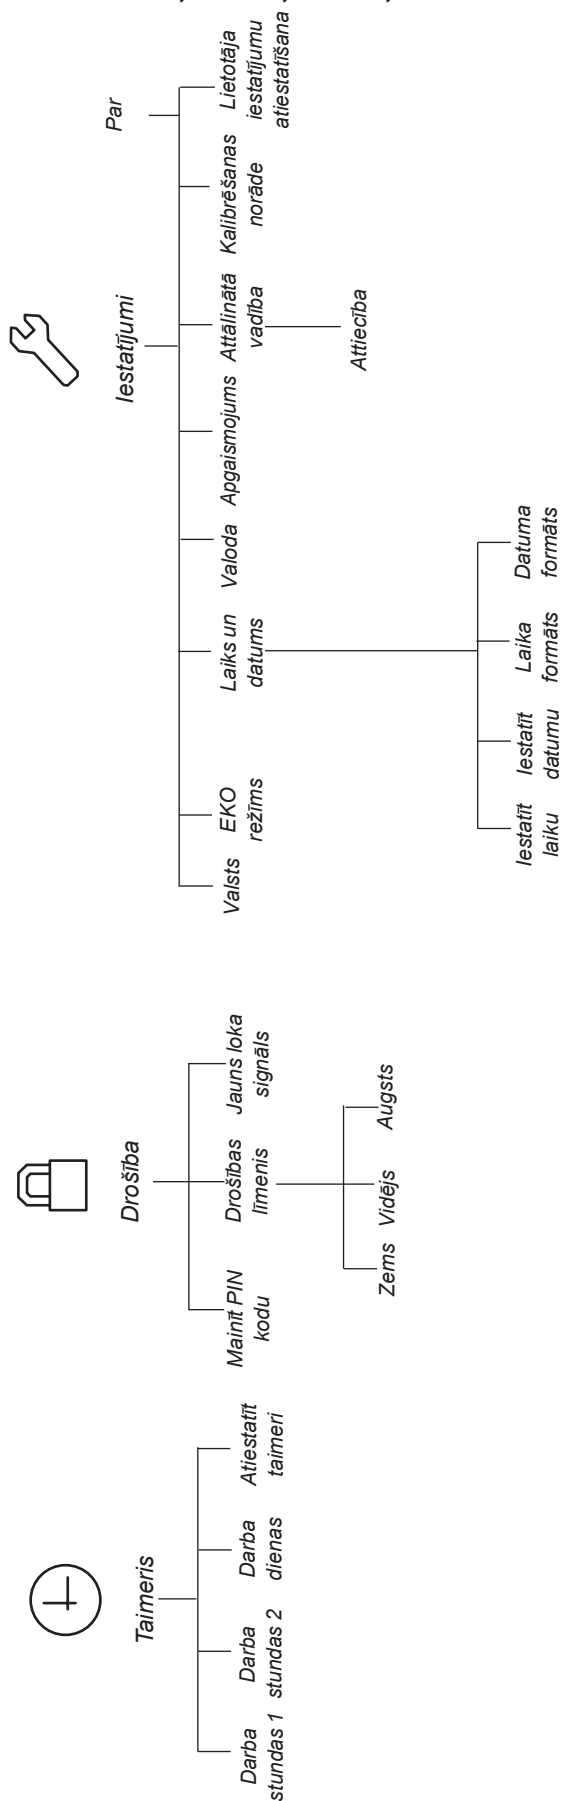 Taimeris
Darba
stundas 1
Darba
stundas 2
Darba
dienas
Atiestatīt
taimeri
Drošība
Mainīt PIN
kodu
Drošības
līmenis
Zems
Vidējs
Augsts
Jauns loka
signāls
Iestatījumi
Valsts
EKO
režīms
Laiks un
datums
Iestatīt
laiku
Iestatīt
datumu
Laika
formāts
Datuma
formāts
Valoda
Apgaismojums
Attālinātā
vadība
Attiecība
Kalibrēšanas
norāde
Par
Lietotāja
iestatījumu
atiestatīšana